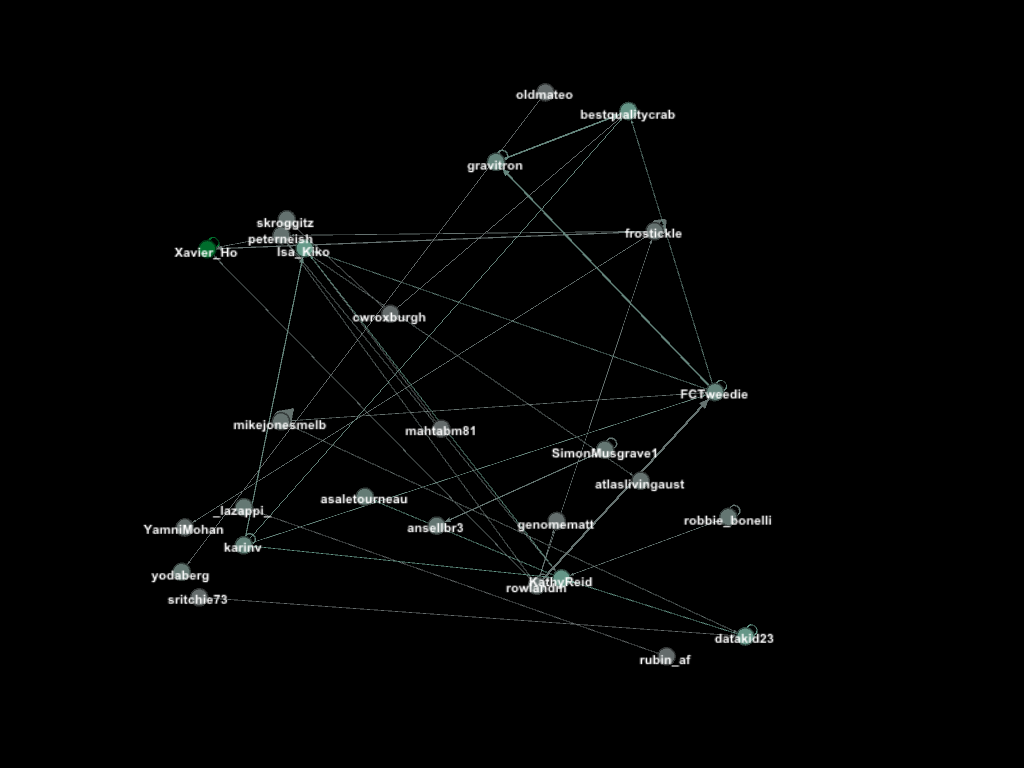 oldmateo
bestqualitycrab
gravitron
skroggitz
frostickle
peterneish
Xavier_Ho
Isa_Kiko
cwroxburgh
FCTweedie
mikejonesmelb
mahtabm81
SimonMusgrave1
atlaslivingaust
asaletourneau
_lazappi_
robbie_bonelli
genomematt
ansellbr3
YamniMohan
karinv
yodaberg
KathyReid
rowlandm
sritchie73
datakid23
rubin_af